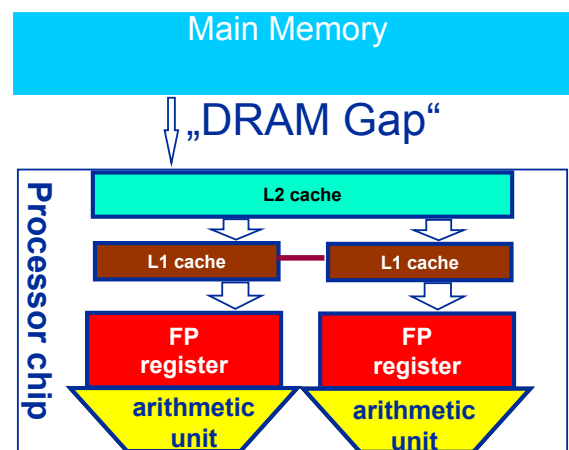 Main Memory
„DRAM Gap“
Processor chip
L2 cache
L1 cache
L1 cache
FP
register
FP
register
arithmetic
unit
arithmetic
unit